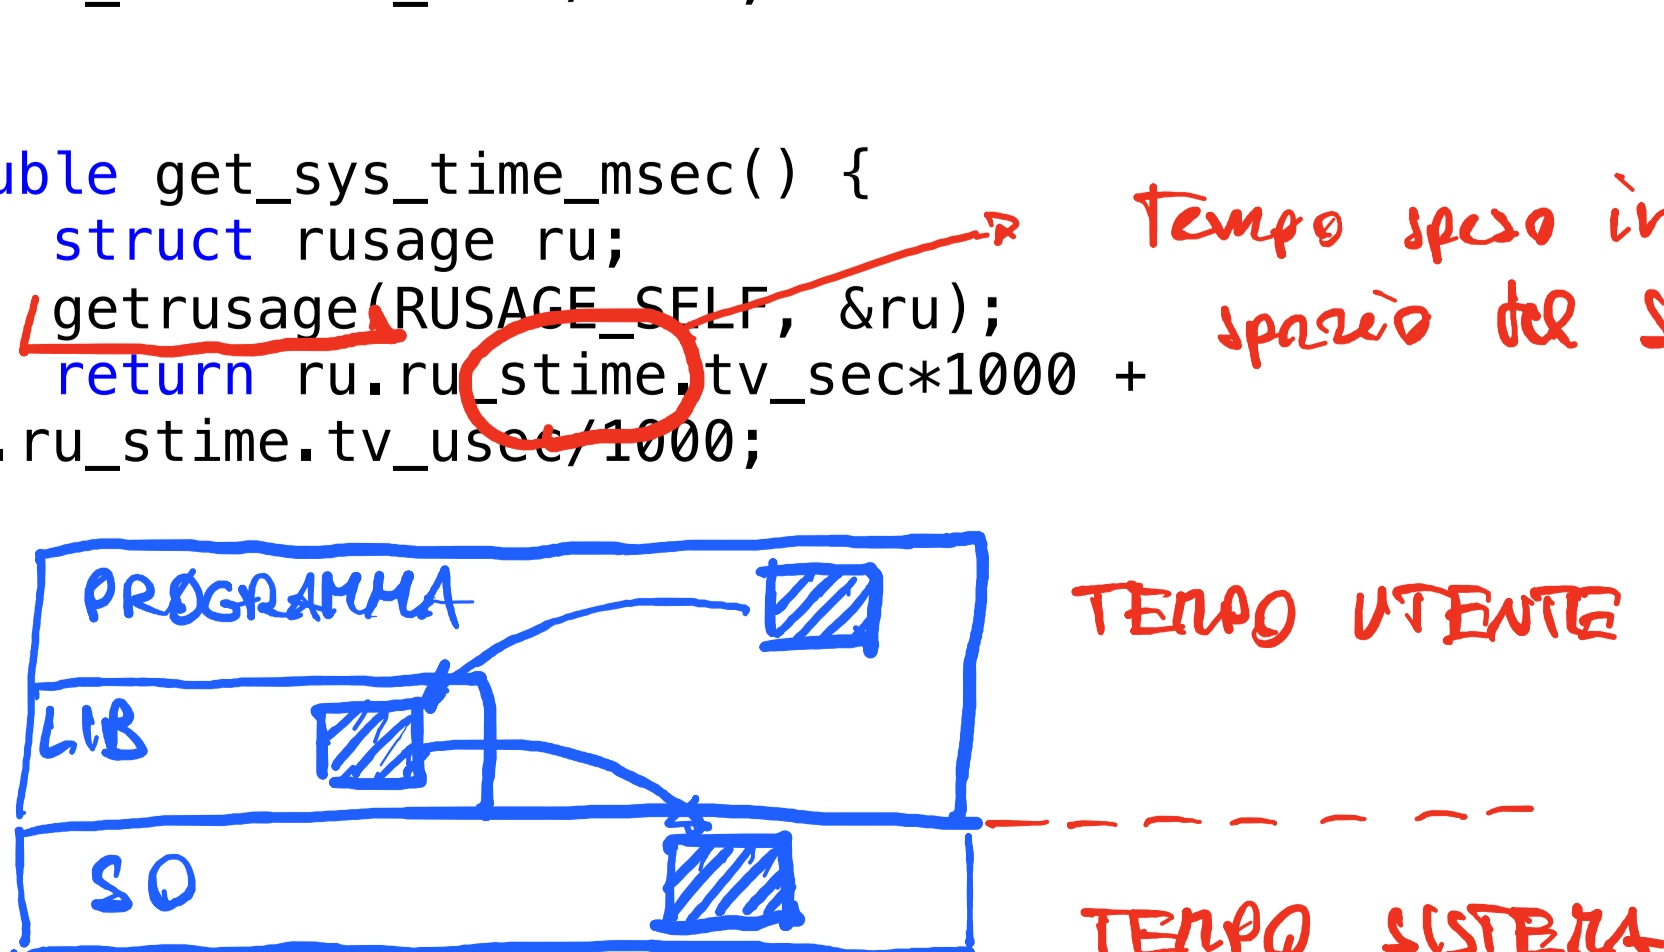 uble get_sys_time_msec() {
struct rusage ru;
getrusage(RUSAGE_SELF, &ru);
return ru.ru_stime.tv_sec*1000 +
.ru_stime.tv_usec/1000;
Tempo speso in
spazio del S
PROGRAMMA
TEMPO UTENTE
LIB
SO
TEMPO SISTEMA